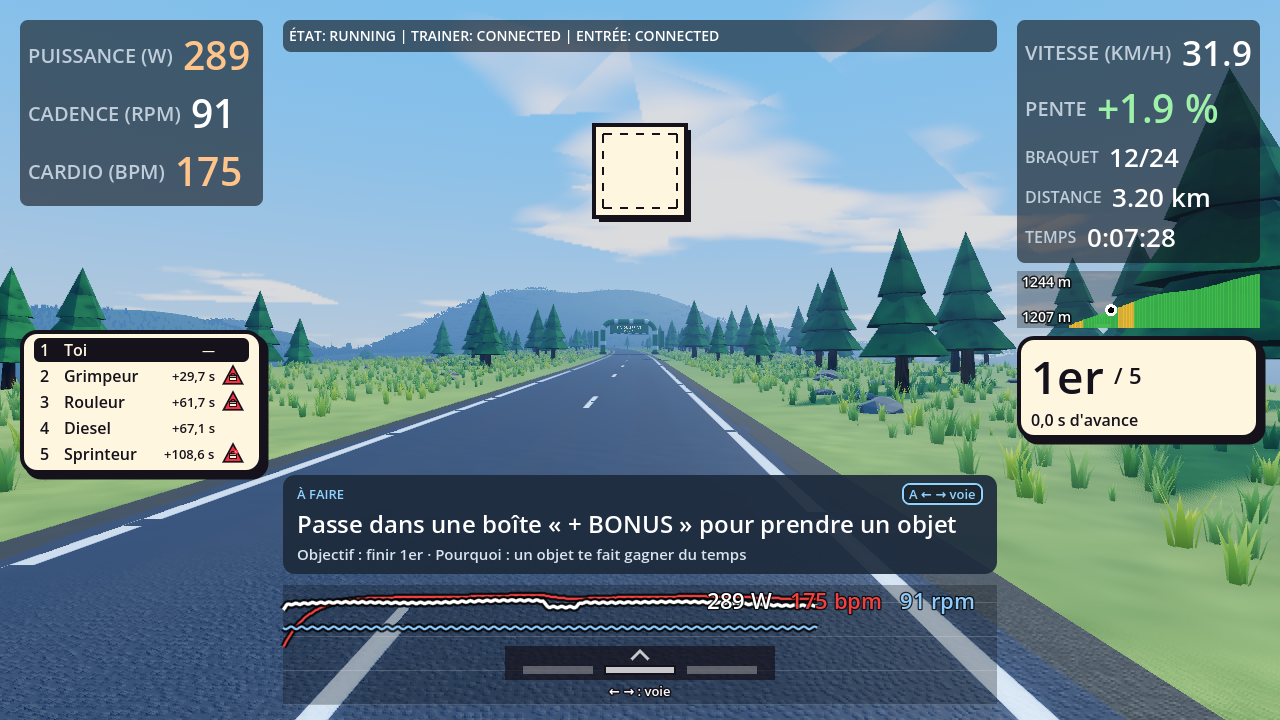 PUISSANCE (W) 289
CADENCE (RPM) 91
CARDIO (BPM) 175
ÉTAT: RUNNING | TRAINER: CONNECTED | ENTRÉE: CONNECTED
VITESSE (KM/H) 31.9
PENTE +1.9 %
BRAQUET 12/24
DISTANCE 3.20 km
TEMPS 0:07:28
1244 m
1207 m
1 Toi —
2 Grimpeur +29,7 s
3 Rouleur +61,7 s
4 Diesel +67,1 s
5 Sprinteur +108,6 s
1er / 5
0,0 s d'avance
À FAIRE
A ← → voie
Passe dans une boîte « + BONUS » pour prendre un objet
Objectif : finir 1er · Pourquoi : un objet te fait gagner du temps
289 W 175 bpm 91 rpm
← → : voie